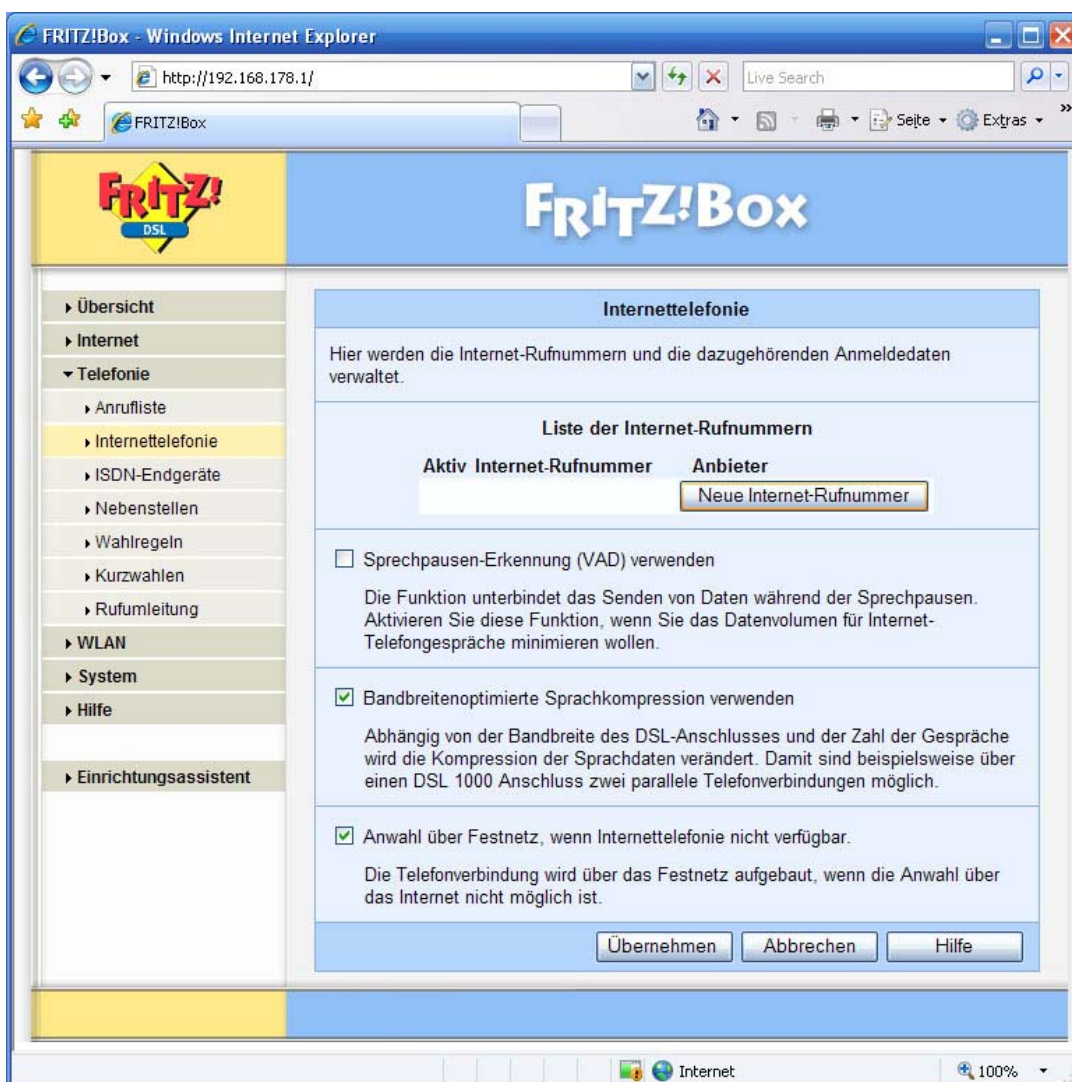 FRITZ!Box - Windows Internet Explorer
http://192.168.178.1/
Live Search
FRITZ!Box
Seite
Extras
»
FRITZ!
DSL
FRITZ!Box
Übersicht
Internet
Telefonie
Anrufliste
Internettelefonie
ISDN-Endgeräte
Nebenstellen
Wahlregeln
Kurzwahlen
Rufumleitung
WLAN
System
Hilfe
Einrichtungsassistent
Internettelefonie
Hier werden die Internet-Rufnummern und die dazugehörenden Anmeldedaten
verwaltet.
Liste der Internet-Rufnummern
Aktiv Internet-Rufnummer Anbieter
Neue Internet-Rufnummer
Sprechpausen-Erkennung (VAD) verwenden
Die Funktion unterbindet das Senden von Daten während der Sprechpausen.
Aktivieren Sie diese Funktion, wenn Sie das Datenvolumen für Internet-
Telefongespräche minimieren wollen.
Bandbreitenoptimierte Sprachkompression verwenden
Abhängig von der Bandbreite des DSL-Anschlusses und der Zahl der Gespräche
wird die Kompression der Sprachdaten verändert. Damit sind beispielsweise über
einen DSL 1000 Anschluss zwei parallele Telefonverbindungen möglich.
Anwahl über Festnetz, wenn Internettelefonie nicht verfügbar.
Die Telefonverbindung wird über das Festnetz aufgebaut, wenn die Anwahl über
das Internet nicht möglich ist.
Übernehmen Abbrechen Hilfe
Internet
100%